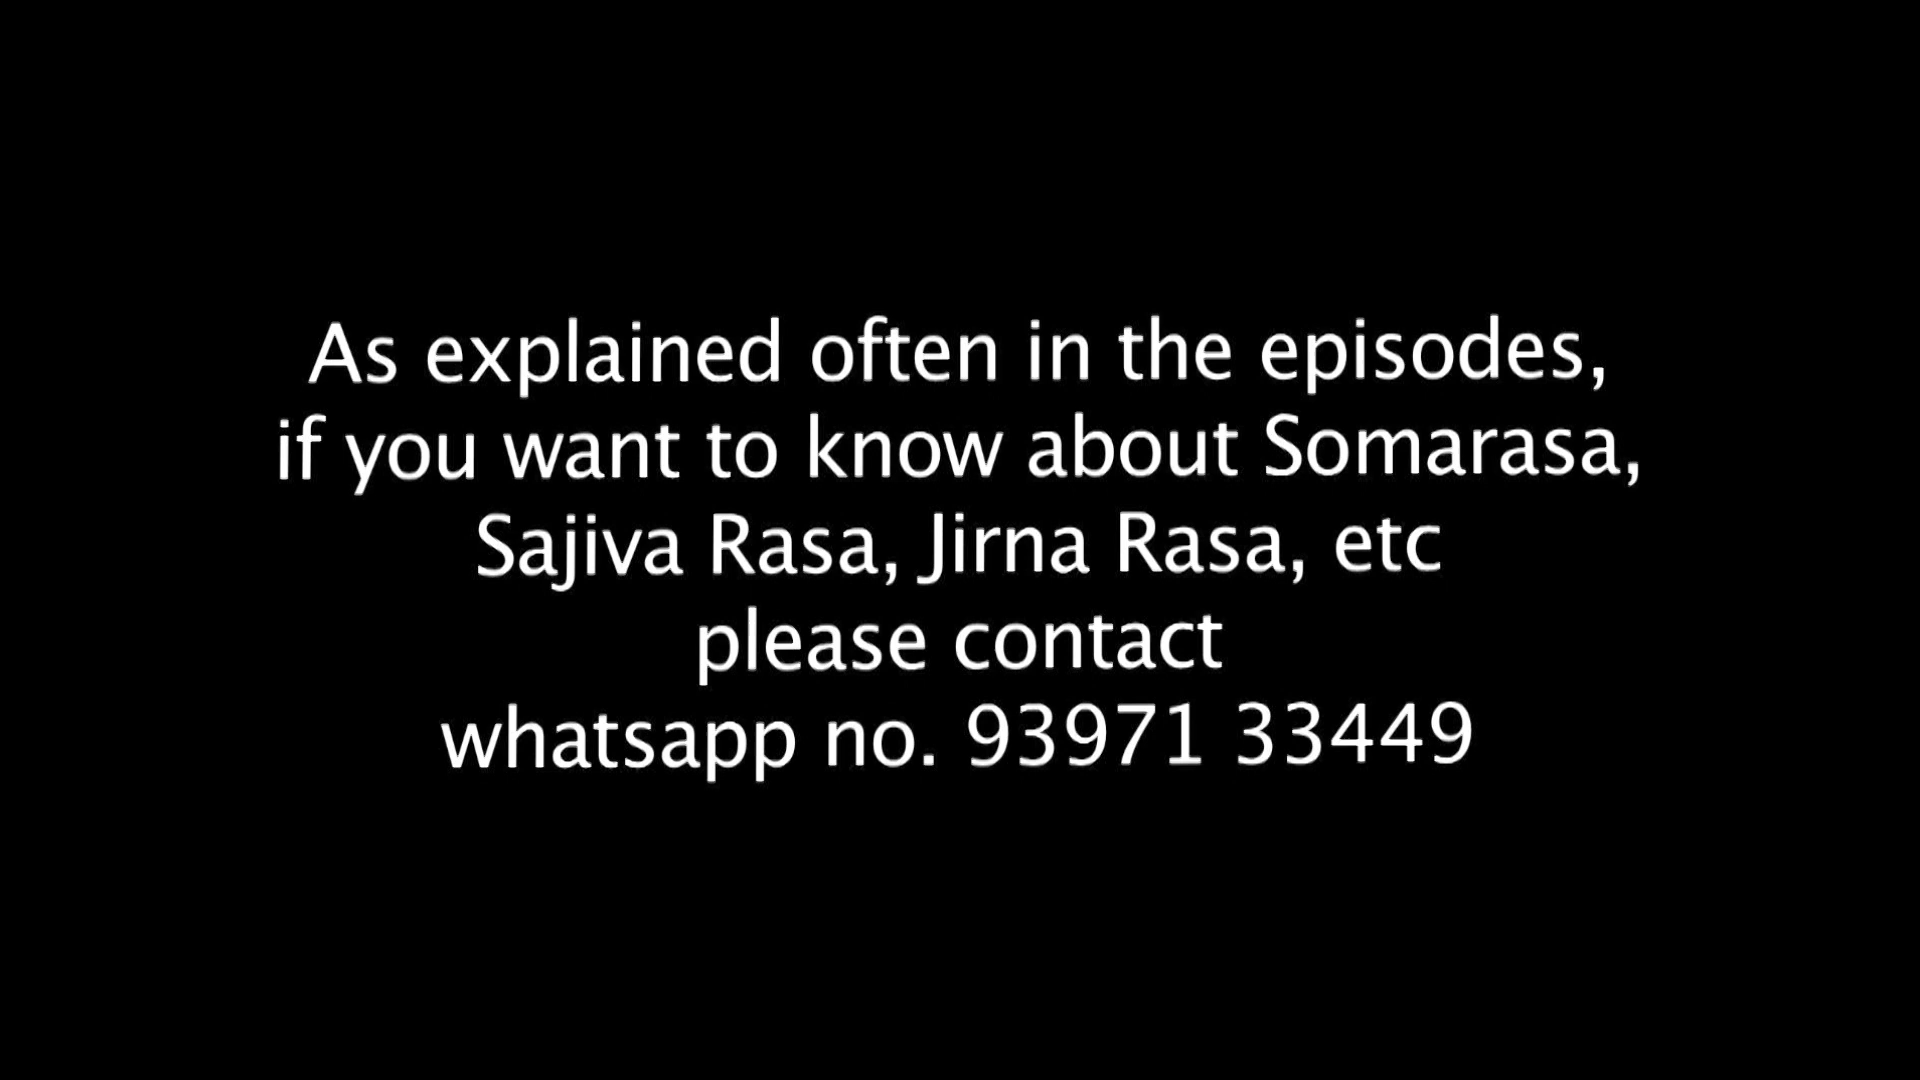 As explained often in the episodes,
if you want to know about Somarasa,
Sajiva Rasa, Jirna Rasa, etc
please contact
whatsapp no. 93971 33449